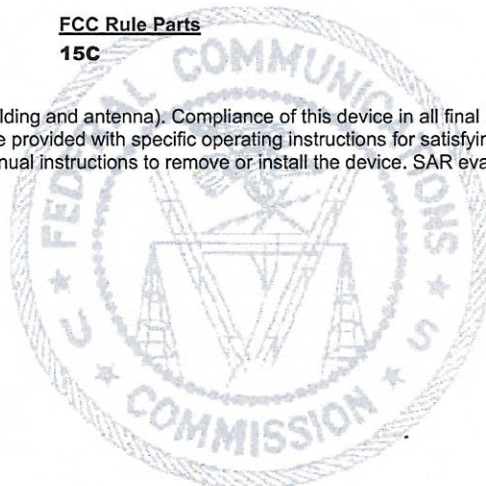 FCC Rule Parts
15C
lding and antenna). Compliance of this device in all final
e provided with specific operating instructions for satisfyin
nual instructions to remove or install the device. SAR eva
FEDERAL COMMUNICATIONS
COMMISSION
U S